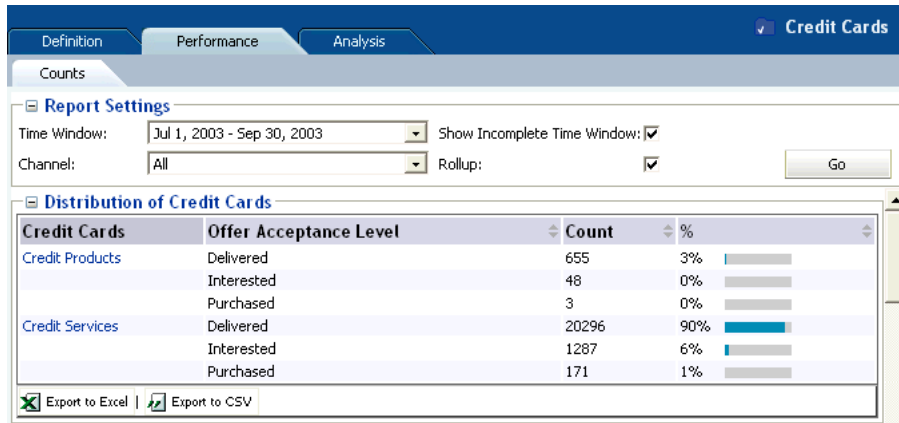 Definition Performance Analysis Credit Cards
Counts
Report Settings
Time Window: Jul 1, 2003 - Sep 30, 2003 Show Incomplete Time Window:
Channel: All Rollup: Go
Distribution of Credit Cards
Credit Cards Offer Acceptance Level Count %
Credit Products Delivered 655 3%
Interested 48 0%
Purchased 3 0%
Credit Services Delivered 20296 90%
Interested 1287 6%
Purchased 171 1%
Export to Excel | Export to CSV